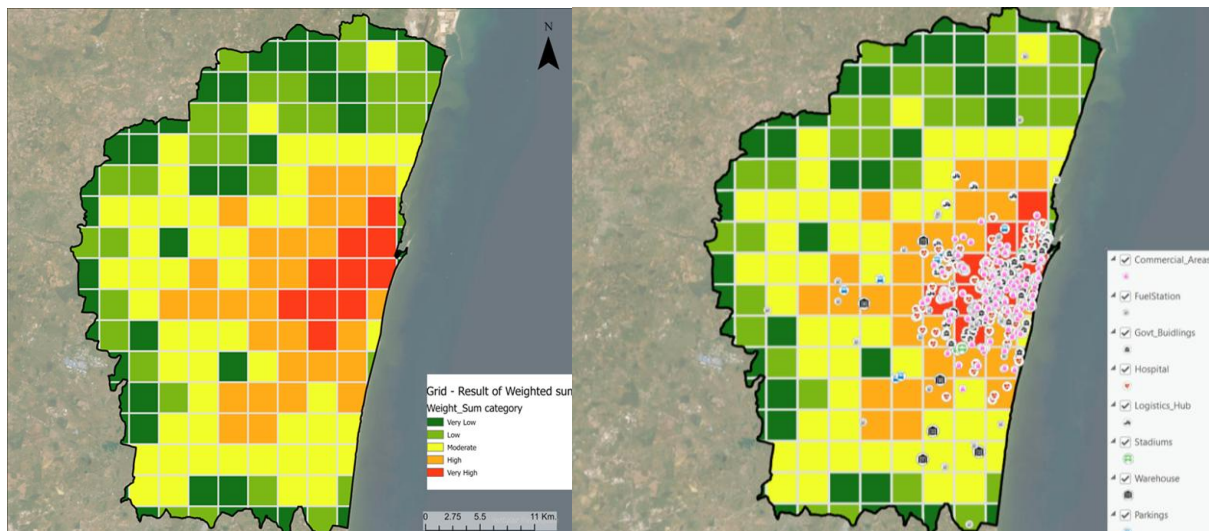 N
Grid - Result of Weighted sum
Weight_Sum category
Very Low
Low
Moderate
High
Very High
0 2.75 5.5 11 Km.
Commercial_Areas
FuelStation
Govt_Buidlings
Hospital
Logistics_Hub
Stadiums
Warehouse
Parkings